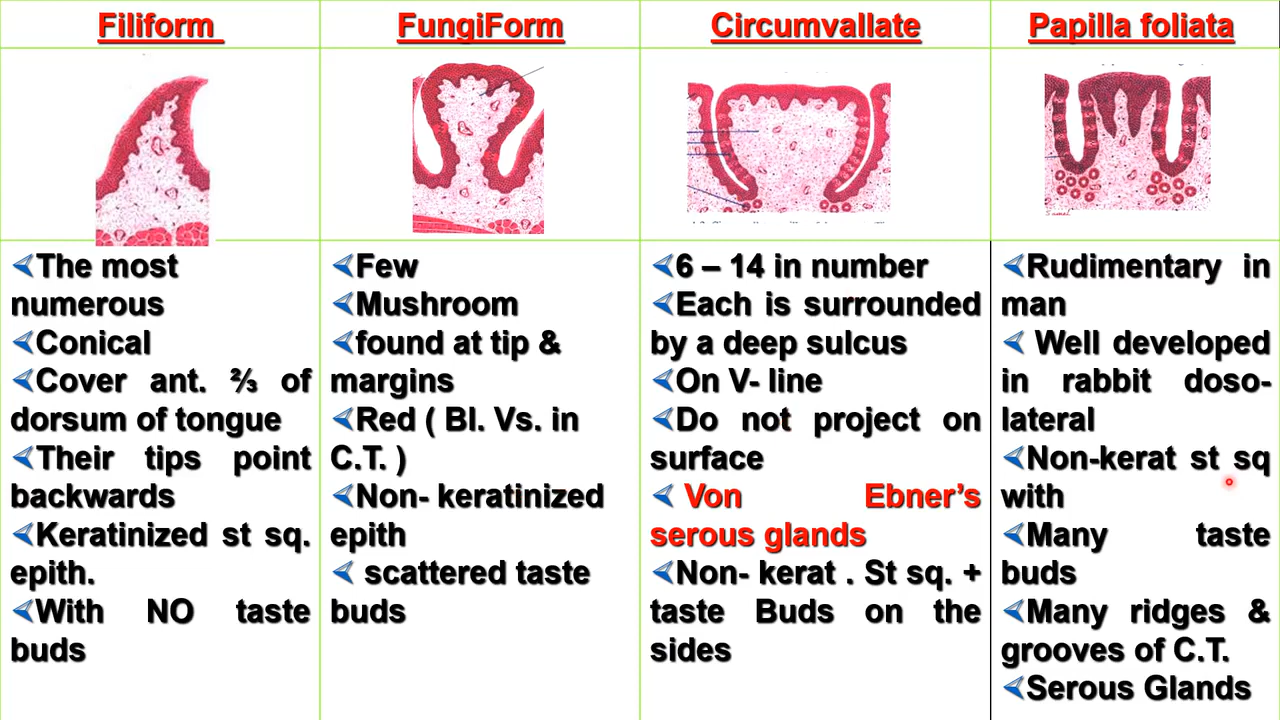 Filiform
FungiForm
Circumvallate
Papilla foliata
The most
numerous
Conical
Cover ant. ⅔ of
dorsum of tongue
Their tips point
backwards
Keratinized st sq.
epith.
With NO taste
buds
Few
Mushroom
found at tip &
margins
Red ( Bl. Vs. in
C.T. )
Non- keratinized
epith
scattered taste
buds
6 – 14 in number
Each is surrounded
by a deep sulcus
On V- line
Do not project on
surface
Von Ebner’s
serous glands
Non- kerat . St sq. +
taste Buds on the
sides
Rudimentary in
man
Well developed
in rabbit doso-
lateral
Non-kerat st sq
with
Many taste
buds
Many ridges &
grooves of C.T.
Serous Glands